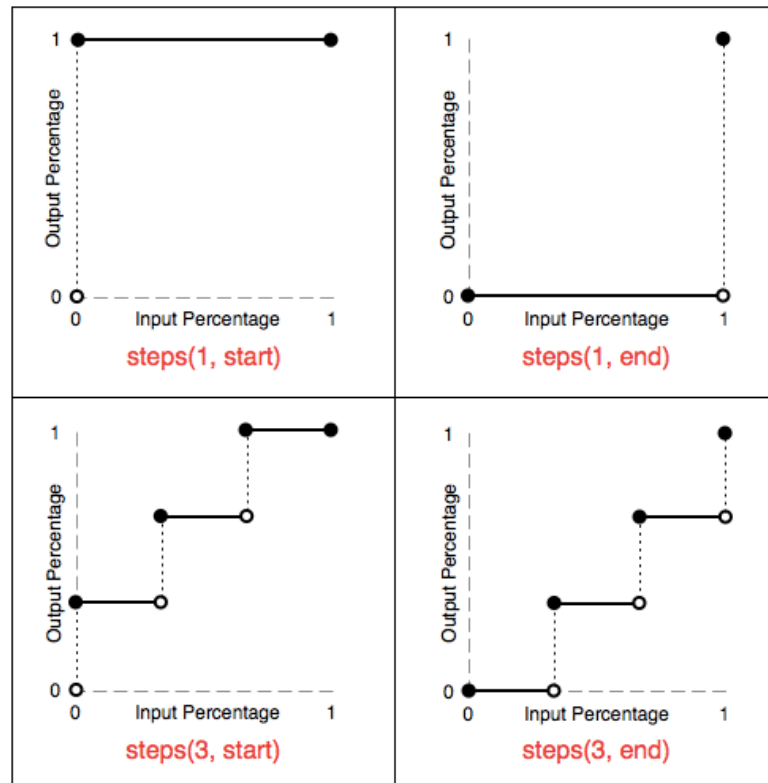 1
Output Percentage
0
0 Input Percentage 1
steps(1, start)
1
Output Percentage
0
0 Input Percentage 1
steps(1, end)
1
Output Percentage
0
0 Input Percentage 1
steps(3, start)
1
Output Percentage
0
0 Input Percentage 1
steps(3, end)